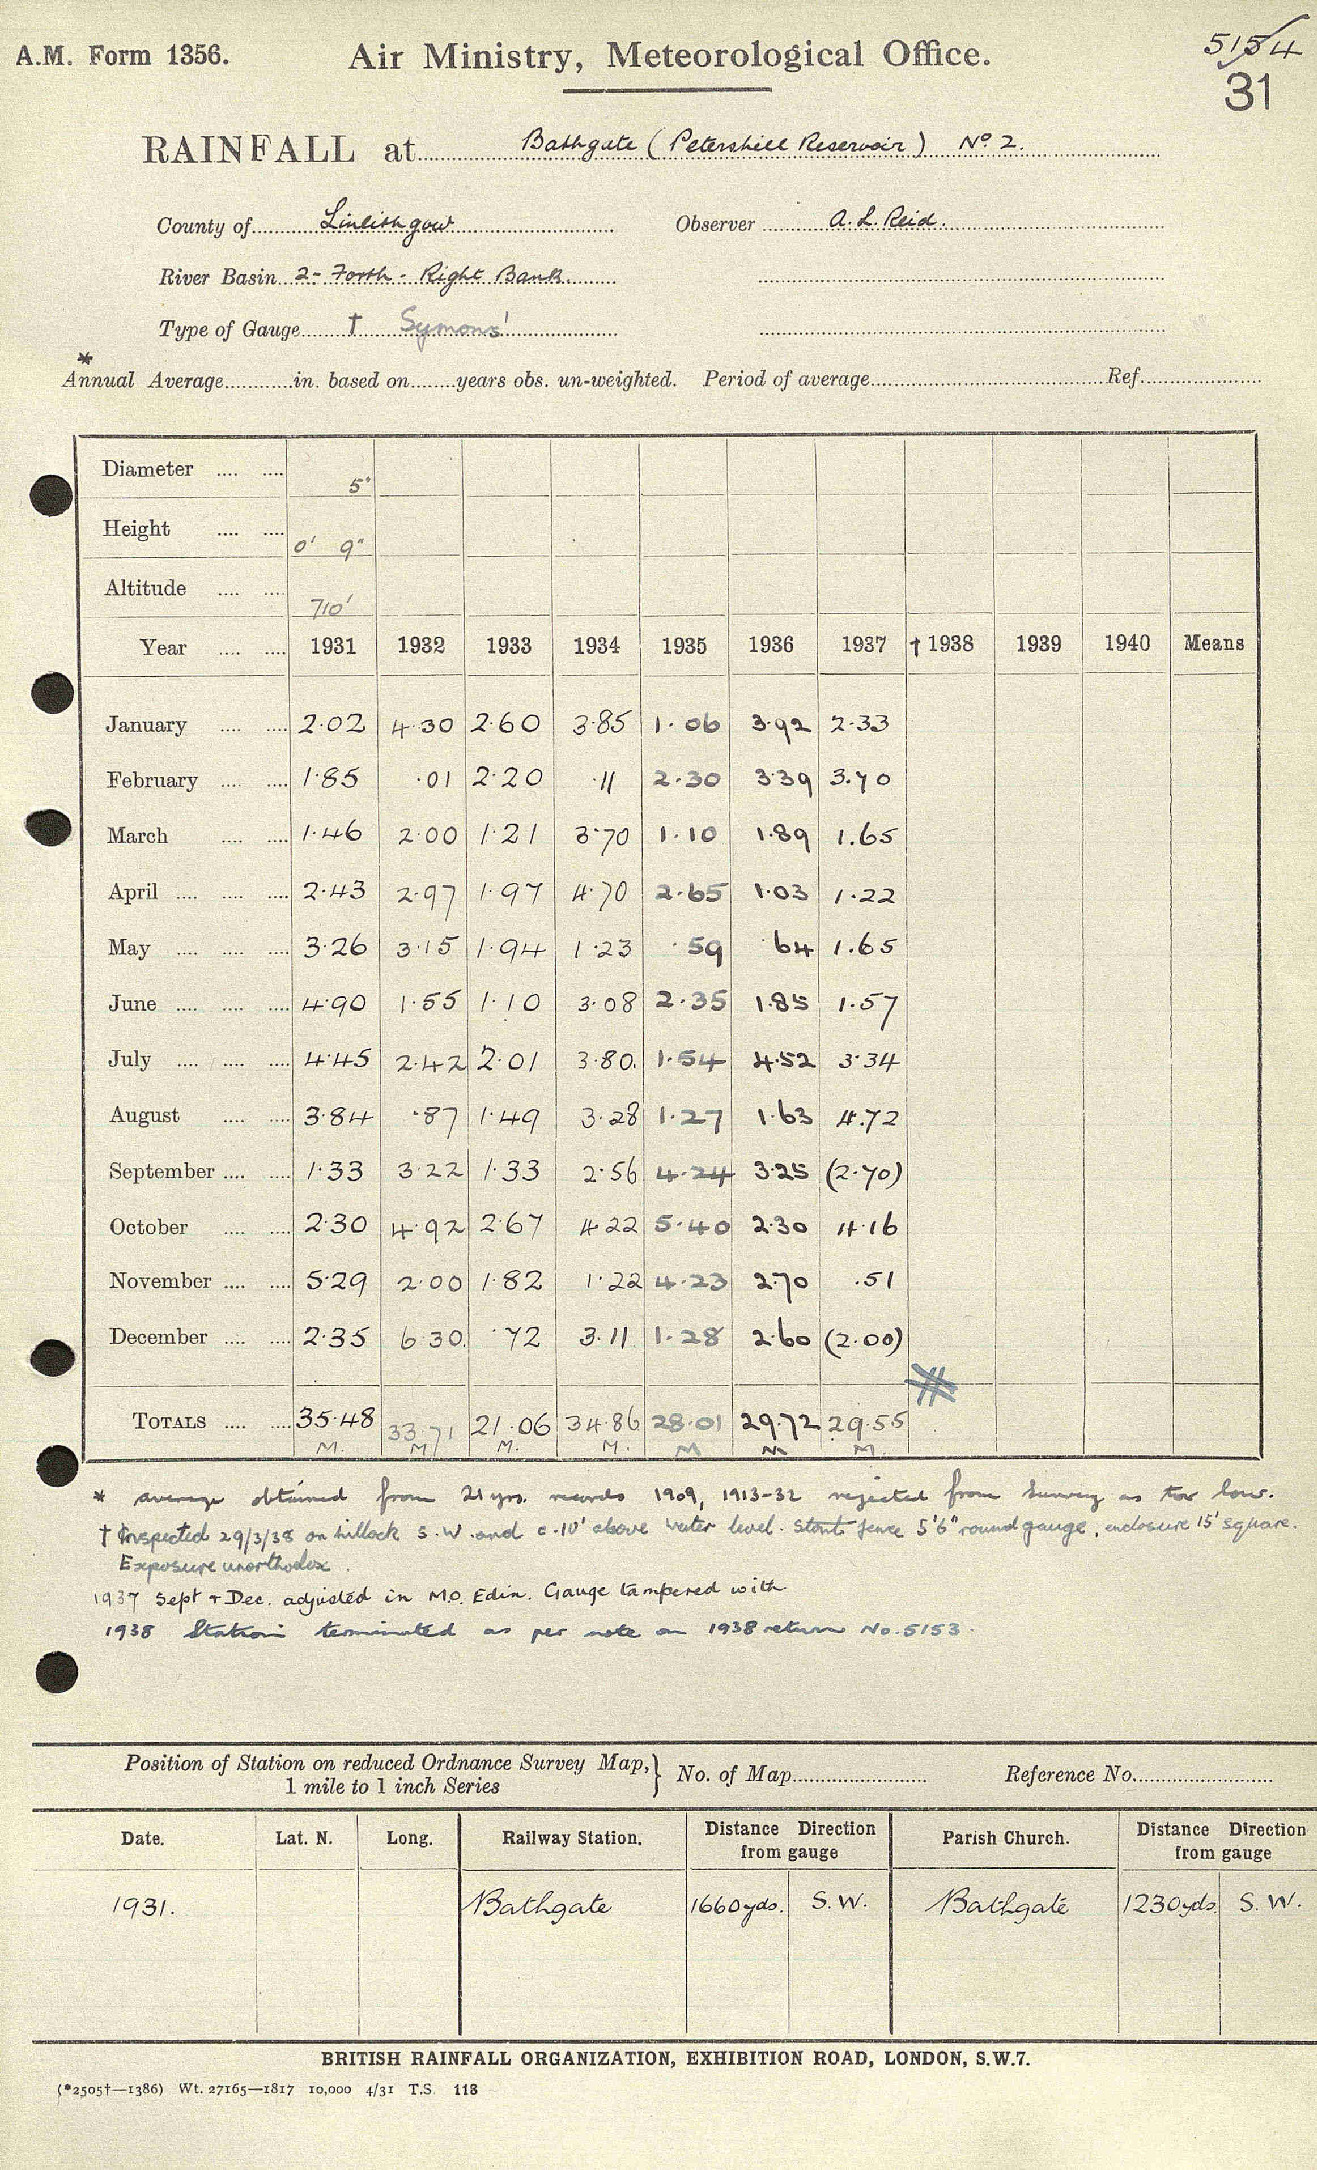 A.M. Form 1356. Air Ministry, Meteorological Office. 5154
31
RAINFALL at Bathgate (Petershill Reservoir) No 2.
County of Linlithgow Observer A. L. Reid.
River Basin 2- Forth - Right Bank.
Type of Gauge † Symons'
*
Annual Average in. based on years obs. un-weighted. Period of average Ref.
Diameter 5"
Height 0' 9"
Altitude 710'
Year 1931 1932 1933 1934 1935 1936 1937 † 1938 1939 1940 Means
January 2.02 4.30 2.60 3.85 1.06 3.92 2.33
February 1.85 .01 2.20 .11 2.30 3.39 3.70
March 1.46 2.00 1.21 3.70 1.10 1.89 1.65
April 2.43 2.97 1.97 4.70 2.65 1.03 1.22
May 3.26 3.15 1.94 1.23 .59 .64 1.65
June 4.90 1.55 1.10 3.08 2.35 1.85 1.57
July 4.45 2.42 2.01 3.80 1.54 4.52 3.34
August 3.84 .87 1.49 3.28 1.27 1.63 4.72
September 1.33 3.22 1.33 2.56 4.24 3.25 (2.70)
October 2.30 4.92 2.67 4.22 5.40 2.30 4.16
November 5.29 2.00 1.82 1.22 4.23 2.70 .51
December 2.35 6.30 .72 3.11 1.28 2.60 (2.00)
TOTALS 35.48 33.71 21.06 34.86 28.01 29.72 29.55
M. M. M. M. M M M.
* average obtained from 21 yrs. records 1909, 1913-32 rejected from Survey as too low.
† Inspected 29/3/38 on hillock S.W. and c.10' above water level. Stout fence 5'6" round gauge, enclosure 15' square.
Exposure unorthodox.
1937 Sept + Dec. adjusted in M.O. Edin. Gauge tampered with
1938 Station terminated as per note on 1938 return No. 5153.
Position of Station on reduced Ordnance Survey Map, } No. of Map Reference No.
1 mile to 1 inch Series
Date. Lat. N. Long. Railway Station. Distance Direction from gauge Parish Church. Distance Direction from gauge
1931. Bathgate 1660yds. S.W. Bathgate 1230yds. S.W.
BRITISH RAINFALL ORGANIZATION, EXHIBITION ROAD, LONDON, S.W.7.
(*2505†—1386) Wt. 27165—1817 10,000 4/31 T.S. 118